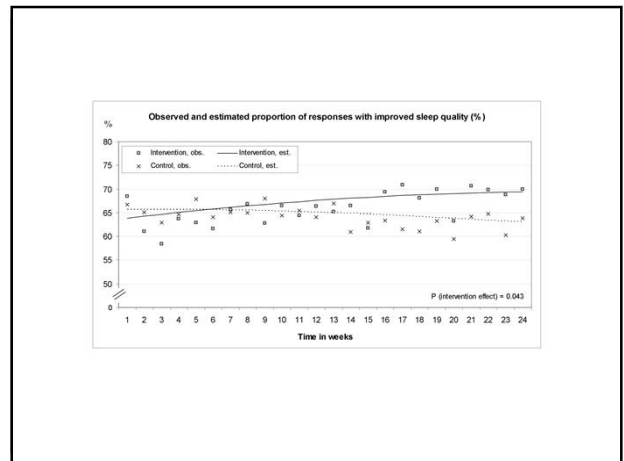 Observed and estimated proportion of responses with improved sleep quality (%)
%
80
□ Intervention, obs. Intervention, est.
× Control, obs. Control, est.
75
70
65
60
55
50
0
1 2 3 4 5 6 7 8 9 10 11 12 13 14 15 16 17 18 19 20 21 22 23 24
P (intervention effect) = 0.043
Time in weeks